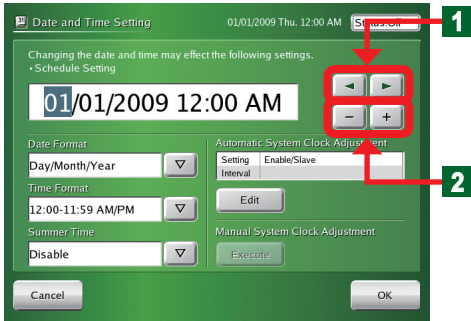 Date and Time Setting 01/01/2009 Thu. 12:00 AM Status:Off
1
Changing the date and time may effect the following settings.
• Schedule Setting
01/01/2009 12:00 AM
◄ ►
− +
Date Format
Day/Month/Year
Time Format
12:00-11:59 AM/PM
Summer Time
Disable
Automatic System Clock Adjustment
Setting Enable/Slave
Interval
2
Edit
Manual System Clock Adjustment
Execute
Cancel
OK